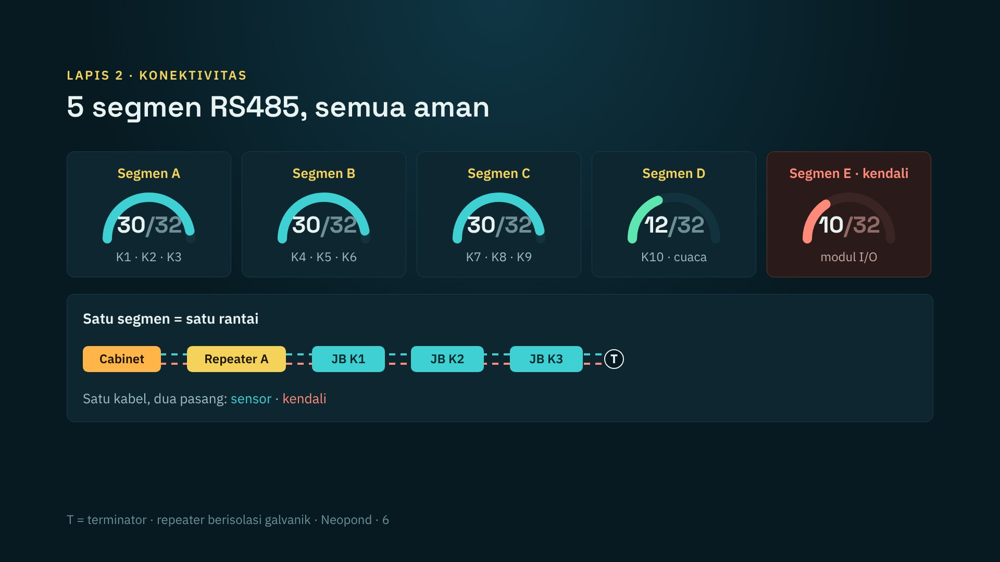 LAPIS 2 · KONEKTIVITAS
5 segmen RS485, semua aman
Segmen A
30/32
K1 · K2 · K3
Segmen B
30/32
K4 · K5 · K6
Segmen C
30/32
K7 · K8 · K9
Segmen D
12/32
K10 · cuaca
Segmen E · kendali
10/32
modul I/O
Satu segmen = satu rantai
Cabinet
Repeater A
JB K1
JB K2
JB K3
T
Satu kabel, dua pasang: sensor · kendali
T = terminator · repeater berisolasi galvanik · Neopond · 6